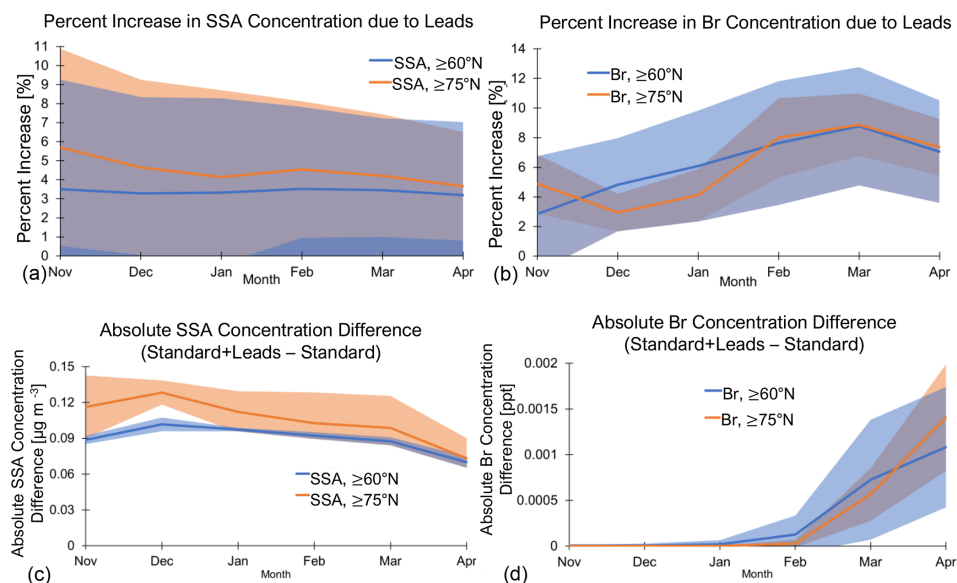 Percent Increase in SSA Concentration due to Leads
Percent Increase [%]
11
10
9
8
7
6
5
4
3
2
1
0
SSA, ≥60°N
SSA, ≥75°N
Nov Dec Jan Feb Mar Apr
Month
(a)
Percent Increase in Br Concentration due to Leads
Percent Increase [%]
14
12
10
8
6
4
2
0
Br, ≥60°N
Br, ≥75°N
Nov Dec Jan Feb Mar Apr
Month
(b)
Absolute SSA Concentration Difference
(Standard+Leads – Standard)
Absolute SSA Concentration
Difference [µg m -3]
0.15
0.12
0.09
0.06
0.03
0
SSA, ≥60°N
SSA, ≥75°N
Nov Dec Jan Feb Mar Apr
Month
(c)
Absolute Br Concentration Difference
(Standard+Leads – Standard)
Absolute Br Concentration
Difference [ppt]
0.002
0.0015
0.001
0.0005
0
Br, ≥60°N
Br, ≥75°N
Nov Dec Jan Feb Mar Apr
Month
(d)